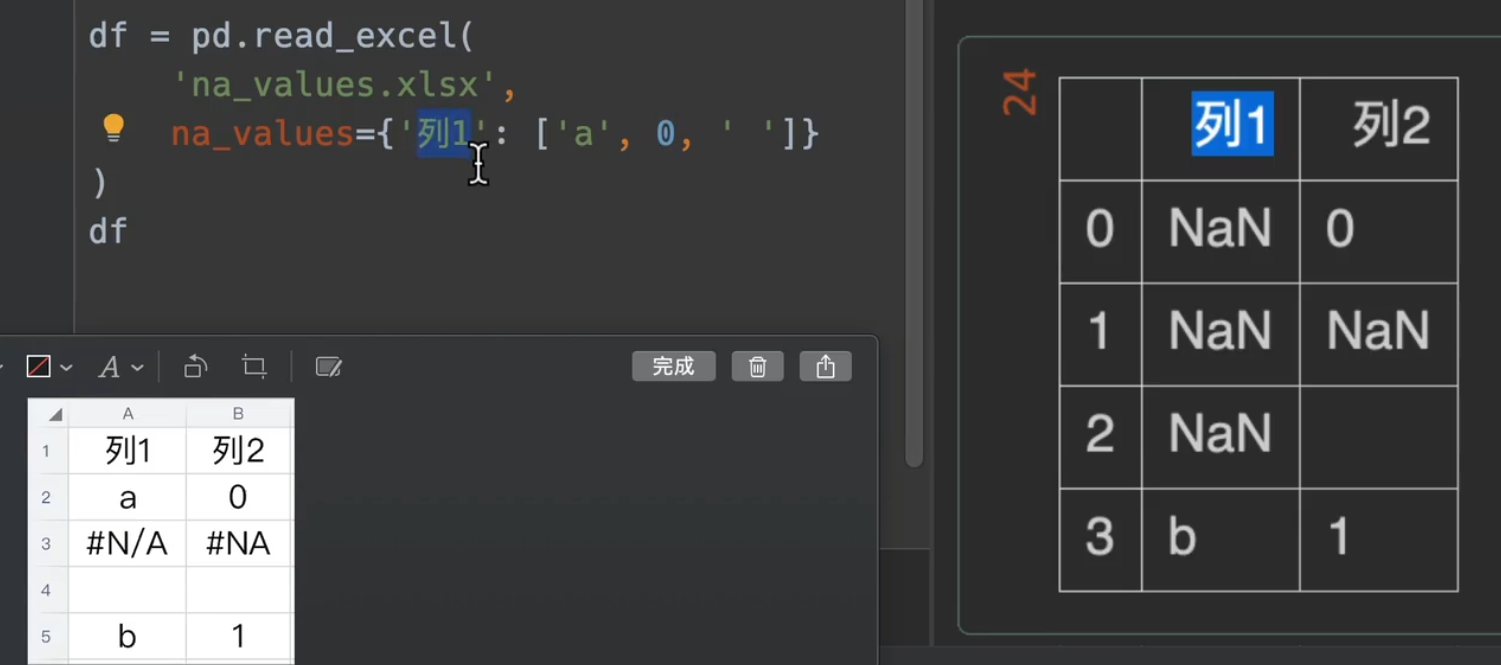 df = pd.read_excel(
'na_values.xlsx',
na_values={'列1': ['a', 0, ' ']}
)
df
24
列1 列2
0 NaN 0
1 NaN NaN
2 NaN
3 b 1
A
完成
A B
1 列1 列2
2 a 0
3 #N/A #NA
4
5 b 1